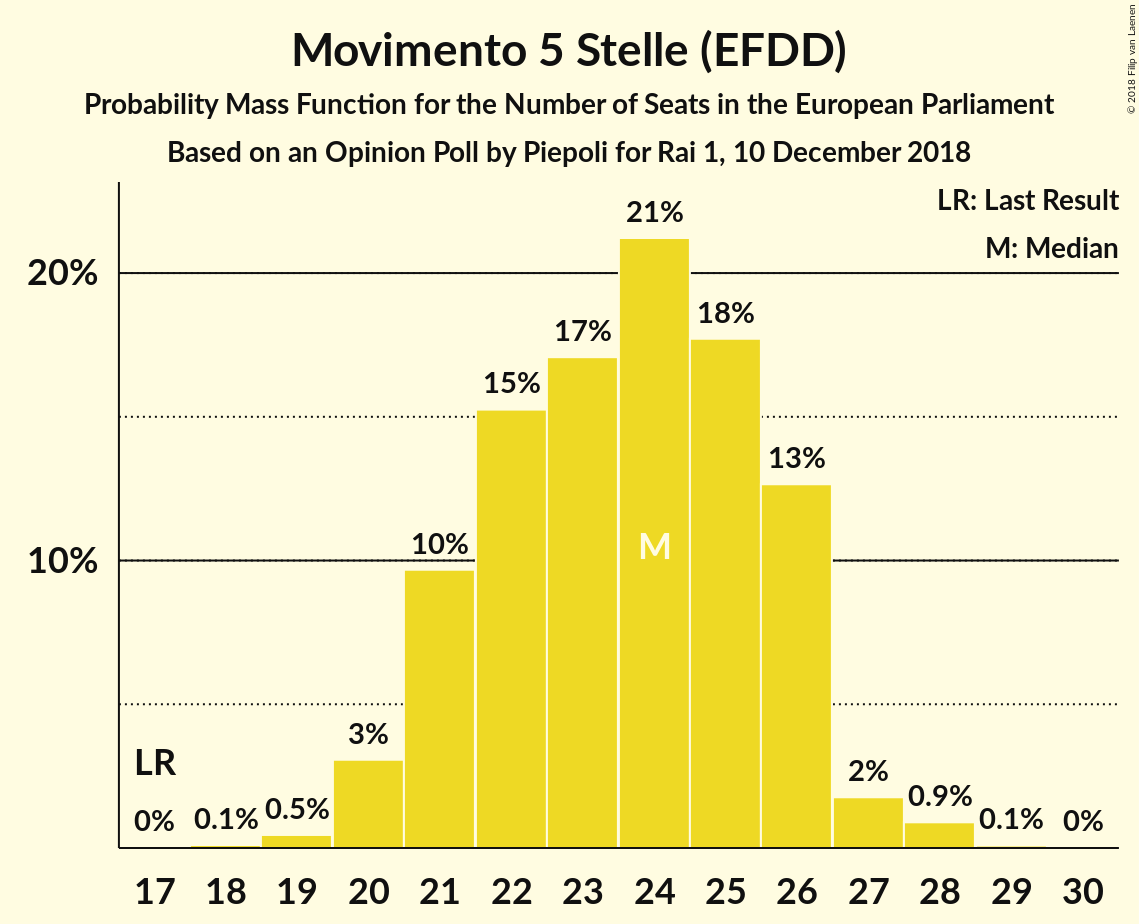 Movimento 5 Stelle (EFDD)
Probability Mass Function for the Number of Seats in the European Parliament
Based on an Opinion Poll by Piepoli for Rai 1, 10 December 2018
© 2018 Filip van Laenen
LR: Last Result
M: Median
20%
10%
LR
0%
0.1%
0.5%
3%
10%
15%
17%
21%
M
18%
13%
2%
0.9%
0.1%
0%
17 18 19 20 21 22 23 24 25 26 27 28 29 30